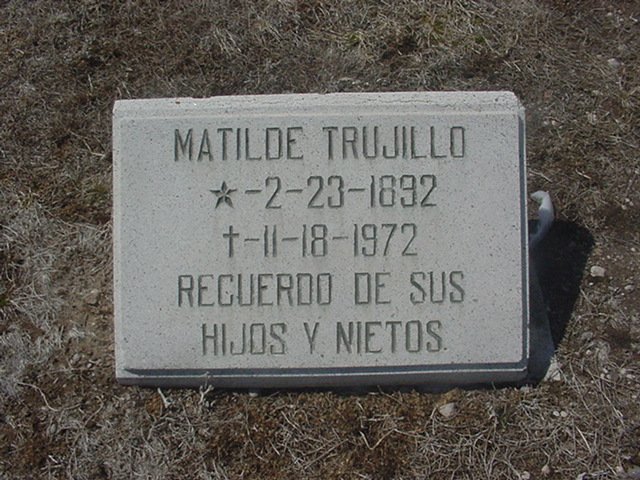 MATILDE TRUJILLO
★-2-23-1892
†-11-18-1972
RECUERDO DE SUS
HIJOS Y NIETOS.